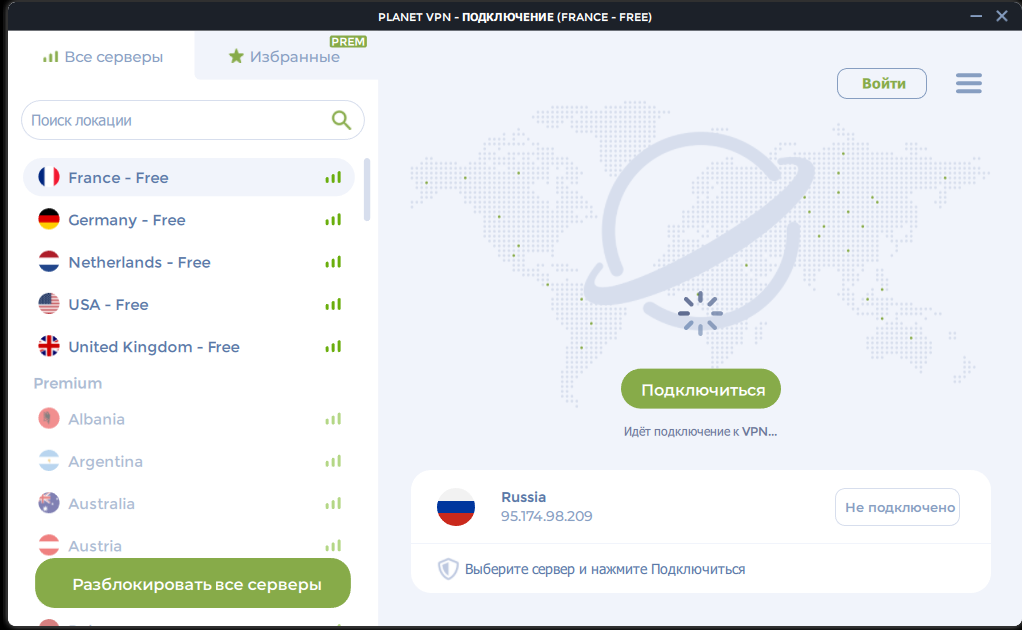 PLANET VPN - ПОДКЛЮЧЕНИЕ (FRANCE - FREE)
Все серверы
Избранные
PREM
Войти
Поиск локации
France - Free
Germany - Free
Netherlands - Free
USA - Free
United Kingdom - Free
Premium
Albania
Argentina
Australia
Austria
Разблокировать все серверы
Подключиться
Идёт подключение к VPN...
Russia
95.174.98.209
Не подключено
Выберите сервер и нажмите Подключиться